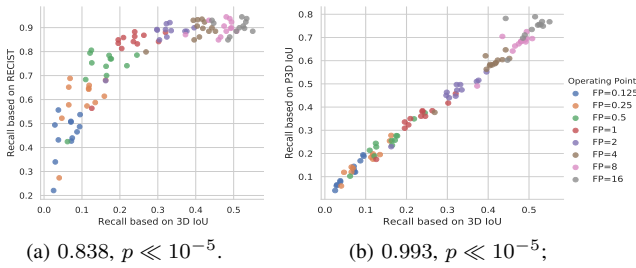 0.9
0.8
0.7
0.6
0.5
0.4
0.3
0.2
Recall based on RECIST
0.0 0.1 0.2 0.3 0.4 0.5
Recall based on 3D IoU
0.8
0.7
0.6
0.5
0.4
0.3
0.2
0.1
Recall based on P3D IoU
0.0 0.1 0.2 0.3 0.4 0.5
Recall based on 3D IoU
Operating Point
FP=0.125
FP=0.25
FP=0.5
FP=1
FP=2
FP=4
FP=8
FP=16
(a) 0.838, p ≪ 10⁻⁵.
(b) 0.993, p ≪ 10⁻⁵;